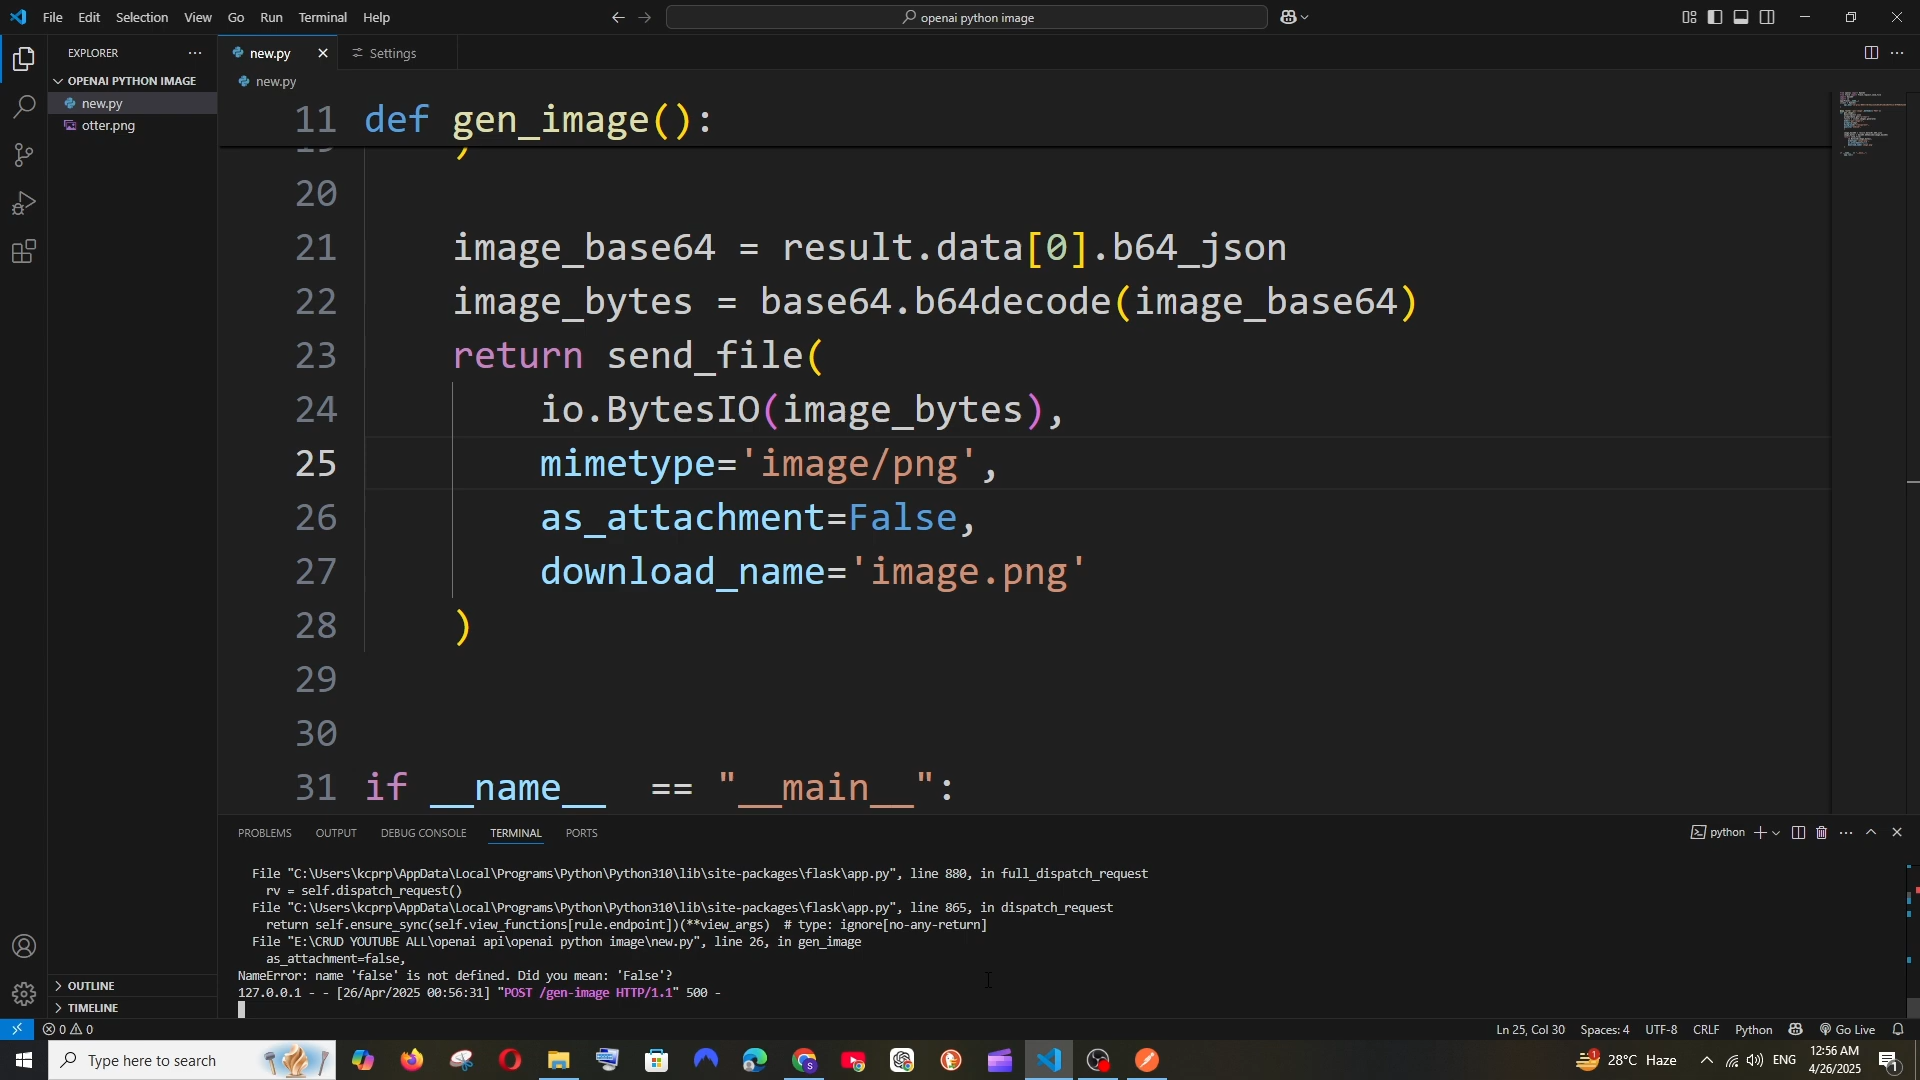 File Edit Selection View Go Run Terminal Help
openai python image
EXPLORER
OPENAI PYTHON IMAGE
new.py
otter.png
OUTLINE
TIMELINE
new.py
Settings
new.py
11 def gen_image():
19 )
20
21 image_base64 = result.data[0].b64_json
22 image_bytes = base64.b64decode(image_base64)
23 return send_file(
24 io.BytesIO(image_bytes),
25 mimetype='image/png',
26 as_attachment=False,
27 download_name='image.png'
28 )
29
30
31 if __name__ == "__main__":
PROBLEMS OUTPUT DEBUG CONSOLE TERMINAL PORTS
python
File "C:\Users\kcprp\AppData\Local\Programs\Python\Python310\lib\site-packages\flask\app.py", line 880, in full_dispatch_request
rv = self.dispatch_request()
File "C:\Users\kcprp\AppData\Local\Programs\Python\Python310\lib\site-packages\flask\app.py", line 865, in dispatch_request
return self.ensure_sync(self.view_functions[rule.endpoint])(**view_args)  # type: ignore[no-any-return]
File "E:\CRUD YOUTUBE ALL\openai api\openai python image\new.py", line 26, in gen_image
as_attachment=false,
NameError: name 'false' is not defined. Did you mean: 'False'?
127.0.0.1 - - [26/Apr/2025 00:56:31] "POST /gen-image HTTP/1.1" 500 -
0 0
Ln 25, Col 30 Spaces: 4 UTF-8 CRLF Python Go Live
Type here to search
28°C Haze
ENG
12:56 AM
4/26/2025